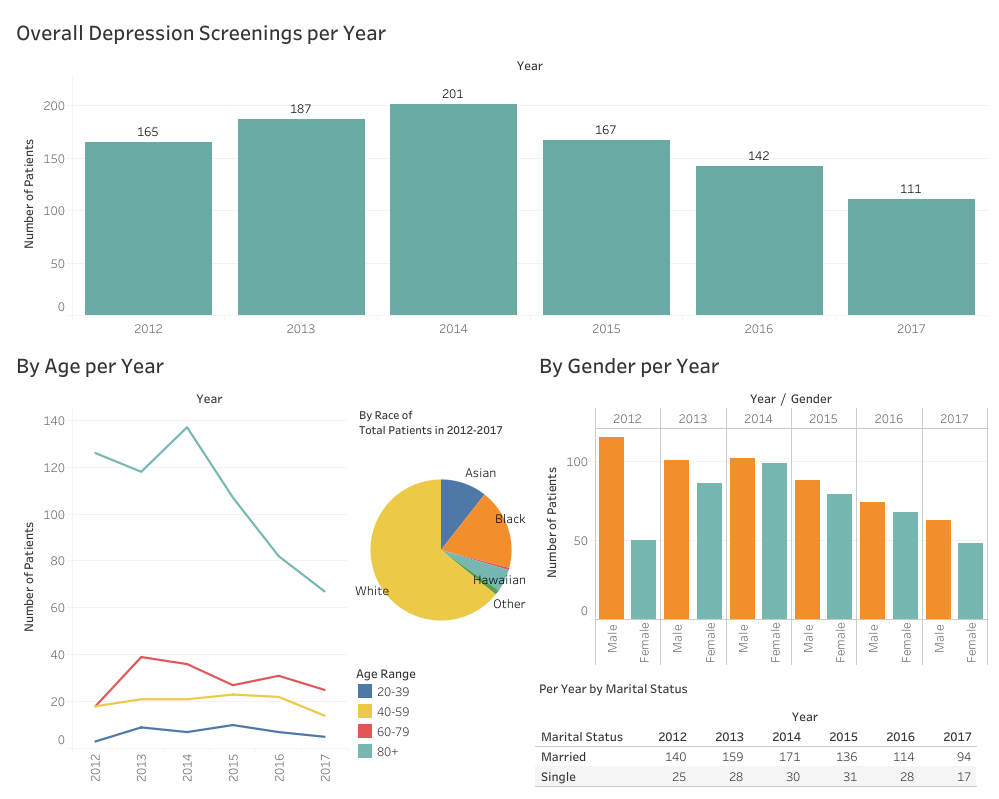 Overall Depression Screenings per Year
Year
Number of Patients
200
150
100
50
0
165
187
201
167
142
111
2012 2013 2014 2015 2016 2017
By Age per Year
Year
Number of Patients
140
120
100
80
60
40
20
0
2012 2013 2014 2015 2016 2017
By Race of
Total Patients in 2012-2017
Asian
Black
Hawaiian
Other
White
Age Range
20-39
40-59
60-79
80+
By Gender per Year
Year / Gender
2012 2013 2014 2015 2016 2017
Number of Patients
100
50
0
Male Female Male Female Male Female Male Female Male Female Male Female
Per Year by Marital Status
Year
Marital Status 2012 2013 2014 2015 2016 2017
Married 140 159 171 136 114 94
Single 25 28 30 31 28 17